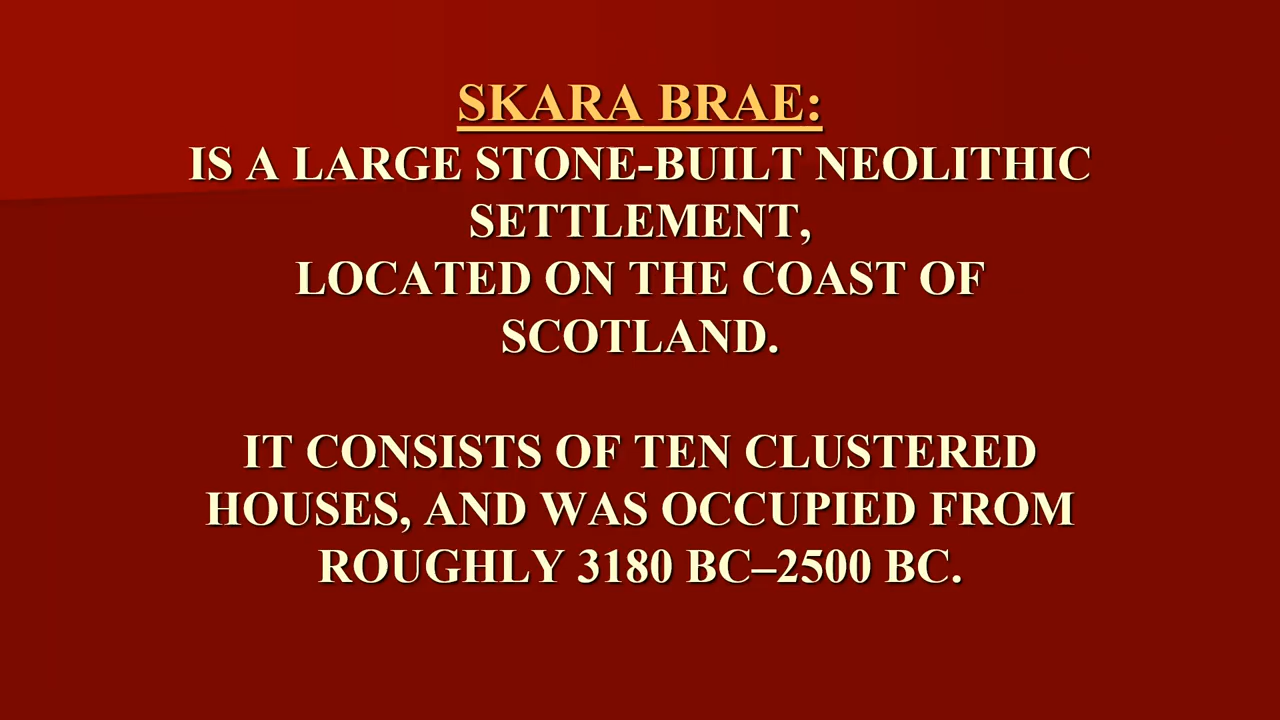 SKARA BRAE:
IS A LARGE STONE-BUILT NEOLITHIC
SETTLEMENT,
LOCATED ON THE COAST OF
SCOTLAND.
IT CONSISTS OF TEN CLUSTERED
HOUSES, AND WAS OCCUPIED FROM
ROUGHLY 3180 BC–2500 BC.